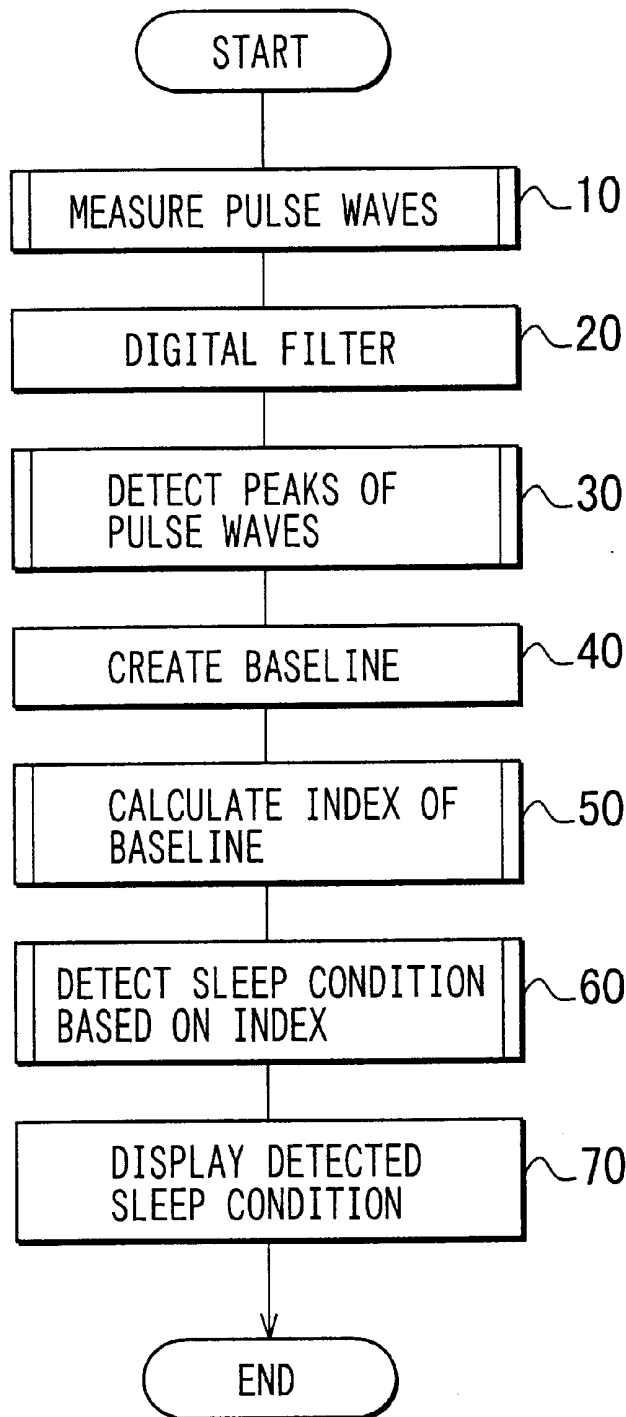 START
MEASURE PULSE WAVES
10
DIGITAL FILTER
20
DETECT PEAKS OF
PULSE WAVES
30
CREATE BASELINE
40
CALCULATE INDEX OF
BASELINE
50
DETECT SLEEP CONDITION
BASED ON INDEX
60
DISPLAY DETECTED
SLEEP CONDITION
70
END